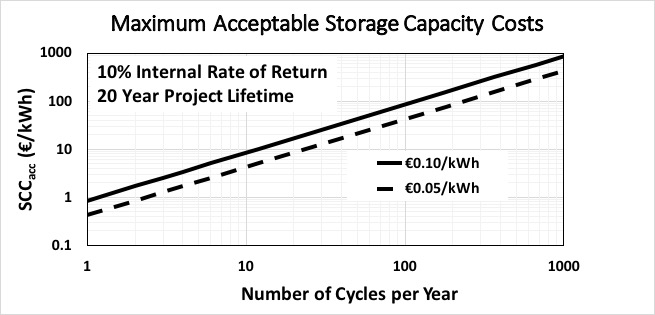 Maximum Acceptable Storage Capacity Costs
1000
100
10
1
0.1
SCCacc (€/kWh)
10% Internal Rate of Return
20 Year Project Lifetime
€0.10/kWh
€0.05/kWh
1
10
100
1000
Number of Cycles per Year